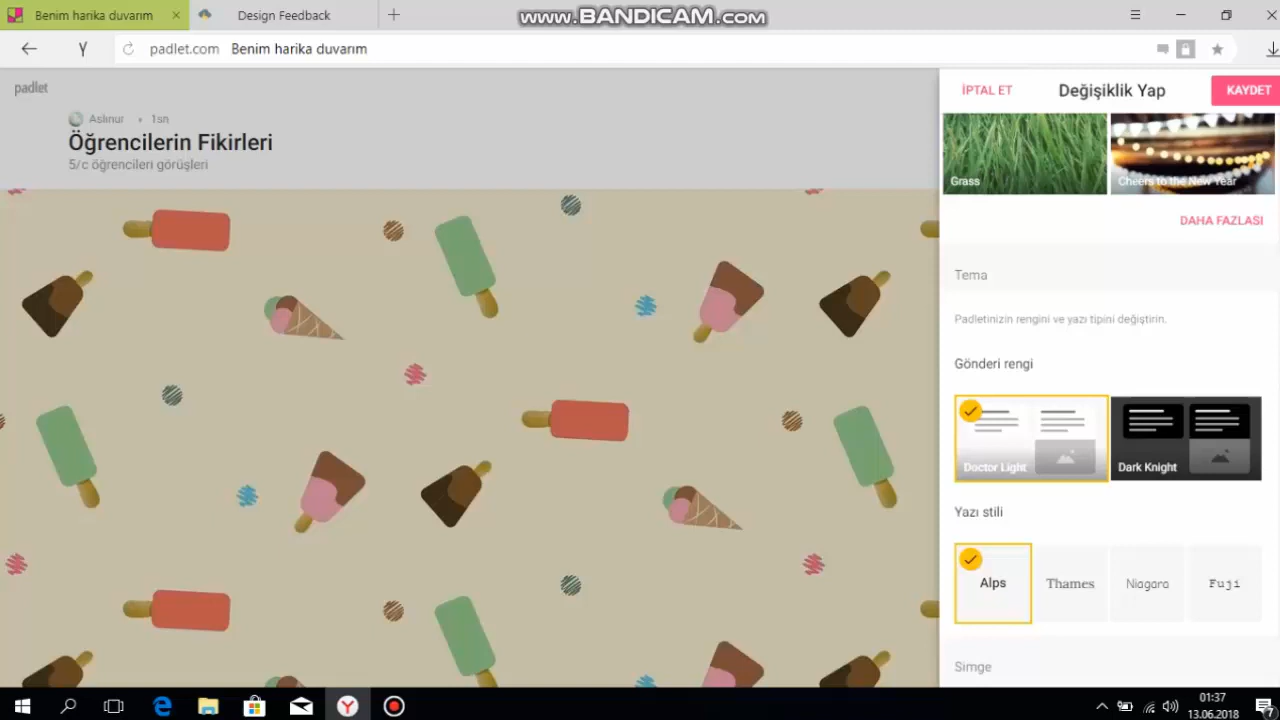 Benim harika duvarım
Design Feedback
www.BANDICAM.com
padlet.com Benim harika duvarım
padlet
Aslınur 1sn
Öğrencilerin Fikirleri
5/c öğrencileri görüşleri
İPTAL ET
Değişiklik Yap
KAYDET
Grass
Cheers to the New Year
DAHA FAZLASI
Tema
Padletinizin rengini ve yazı tipini değiştirin.
Gönderi rengi
Doctor Light
Dark Knight
Yazı stili
Alps
Thames
Niagara
Fuji
Simge
01:37
13.06.2018
7